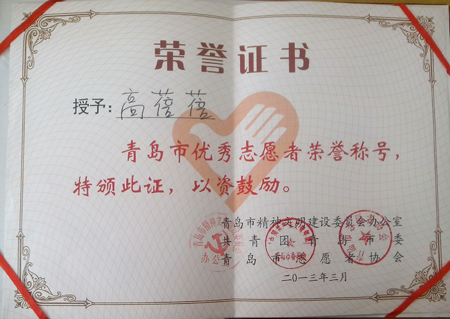 荣誉证书
授予：高蓓蓓
青岛市优秀志愿者荣誉称号，
特颁此证，以资鼓励。
青岛市精神文明建设委员会办公室
共青团青岛市委
青岛市志愿者协会
二〇一三年三月